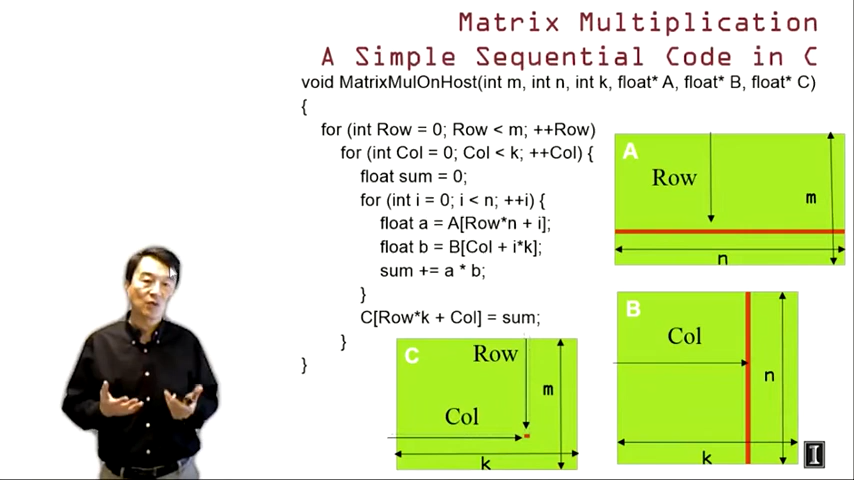 Matrix Multiplication
A Simple Sequential Code in C
void MatrixMulOnHost(int m, int n, int k, float* A, float* B, float* C)
{
for (int Row = 0; Row < m; ++Row)
for (int Col = 0; Col < k; ++Col) {
float sum = 0;
for (int i = 0; i < n; ++i) {
float a = A[Row*n + i];
float b = B[Col + i*k];
sum += a * b;
}
C[Row*k + Col] = sum;
}
}
A
Row
m
n
B
Col
n
k
C
Row
m
Col
k
I